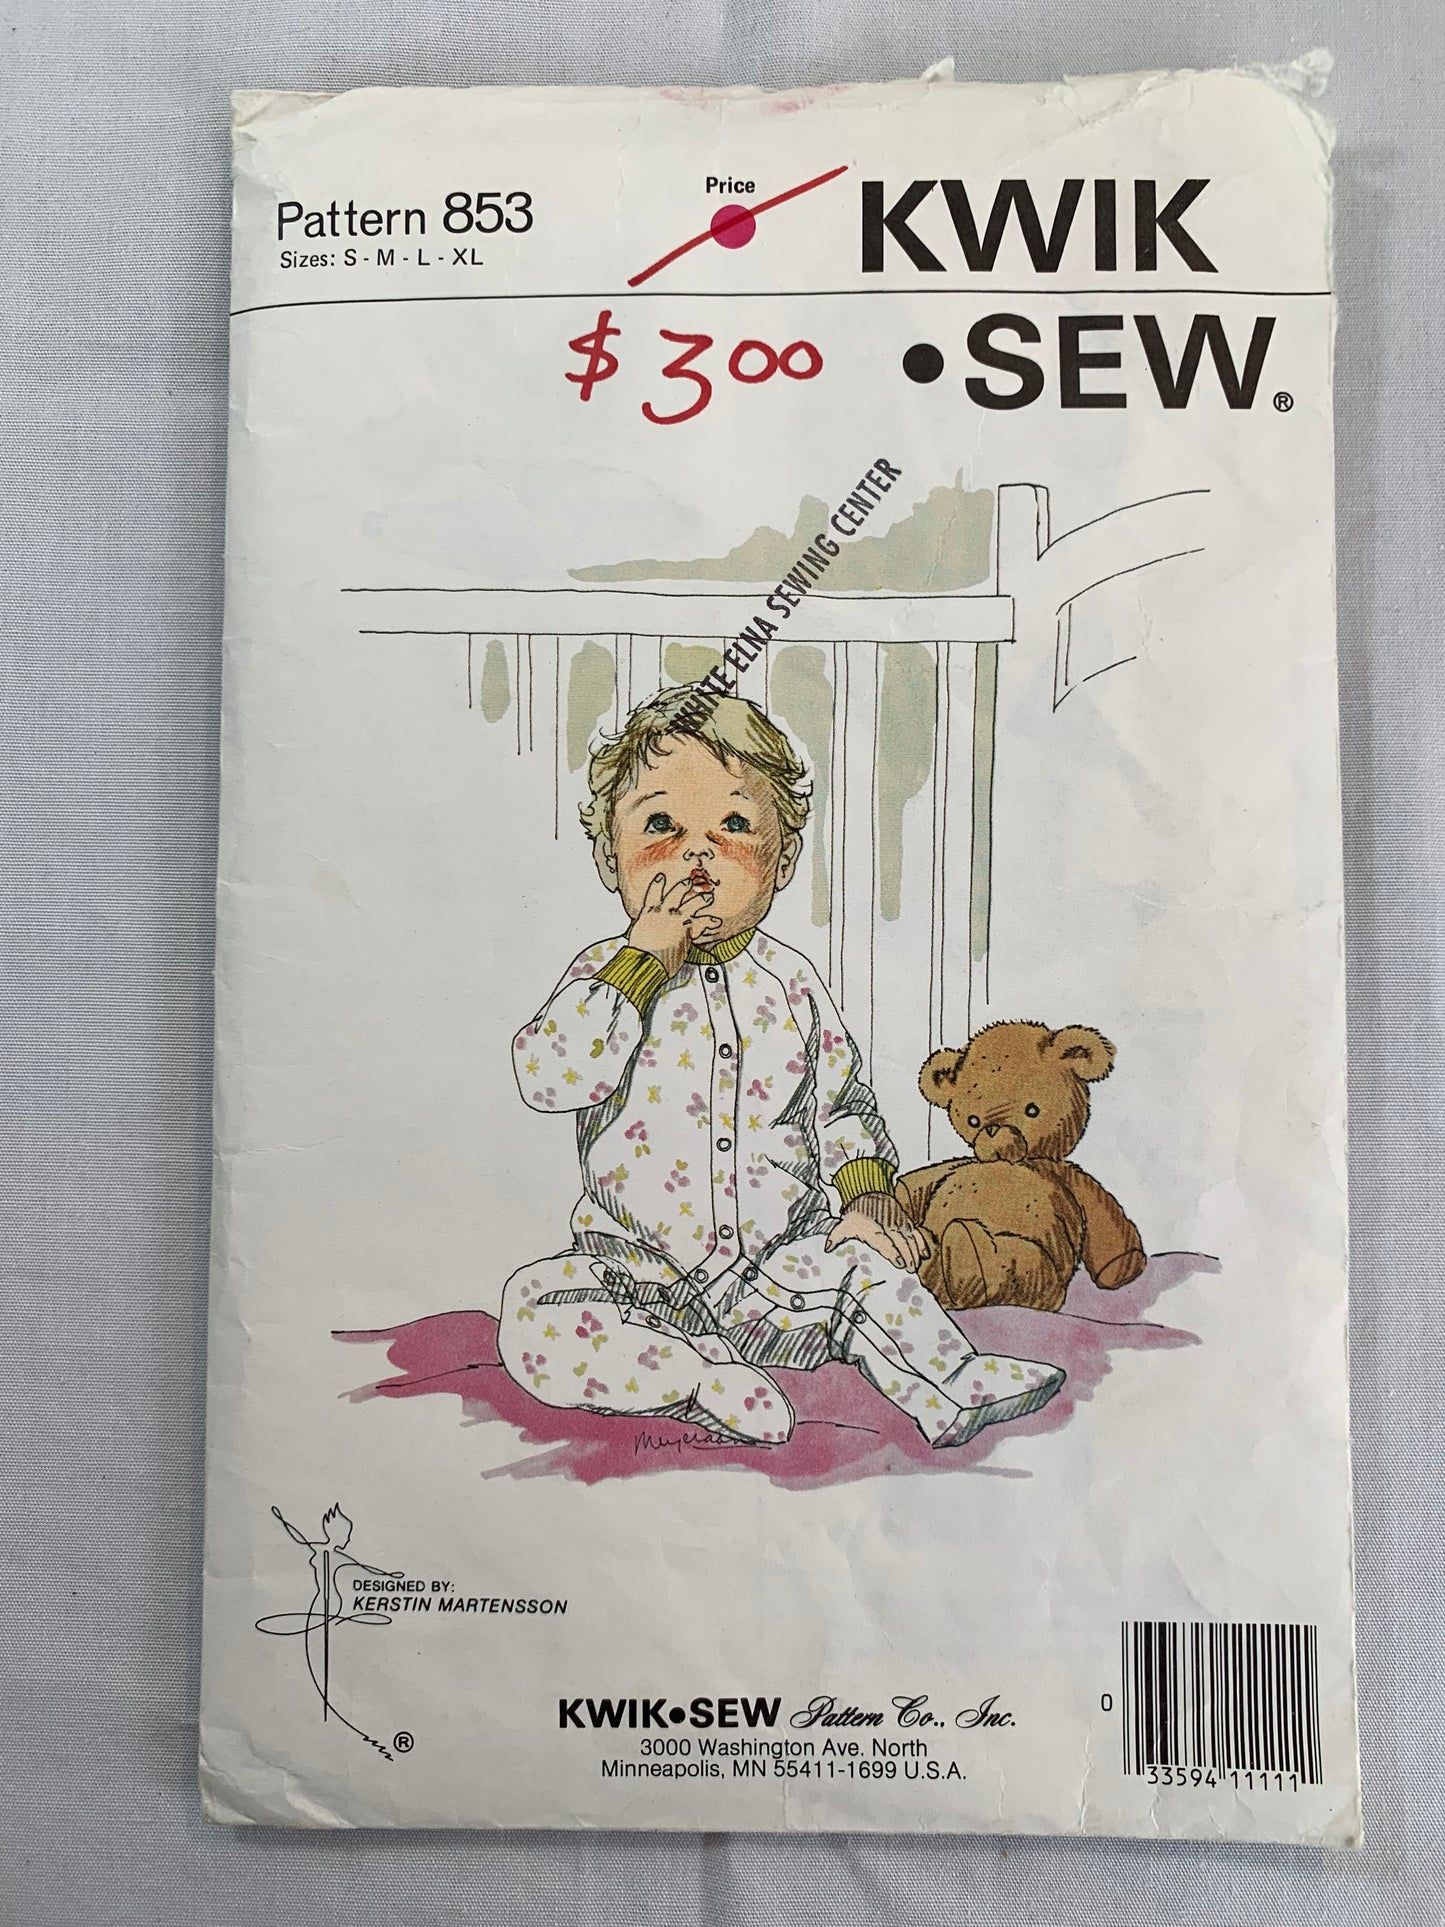 Pattern 853
Sizes: S - M - L - XL
Price
KWIK
•SEW®
$3.00
WHITE ELNA SEWING CENTER
DESIGNED BY:
KERSTIN MARTENSSON
®
KWIK•SEW Pattern Co., Inc.
3000 Washington Ave. North
Minneapolis, MN 55411-1699 U.S.A.
0 33594 11111